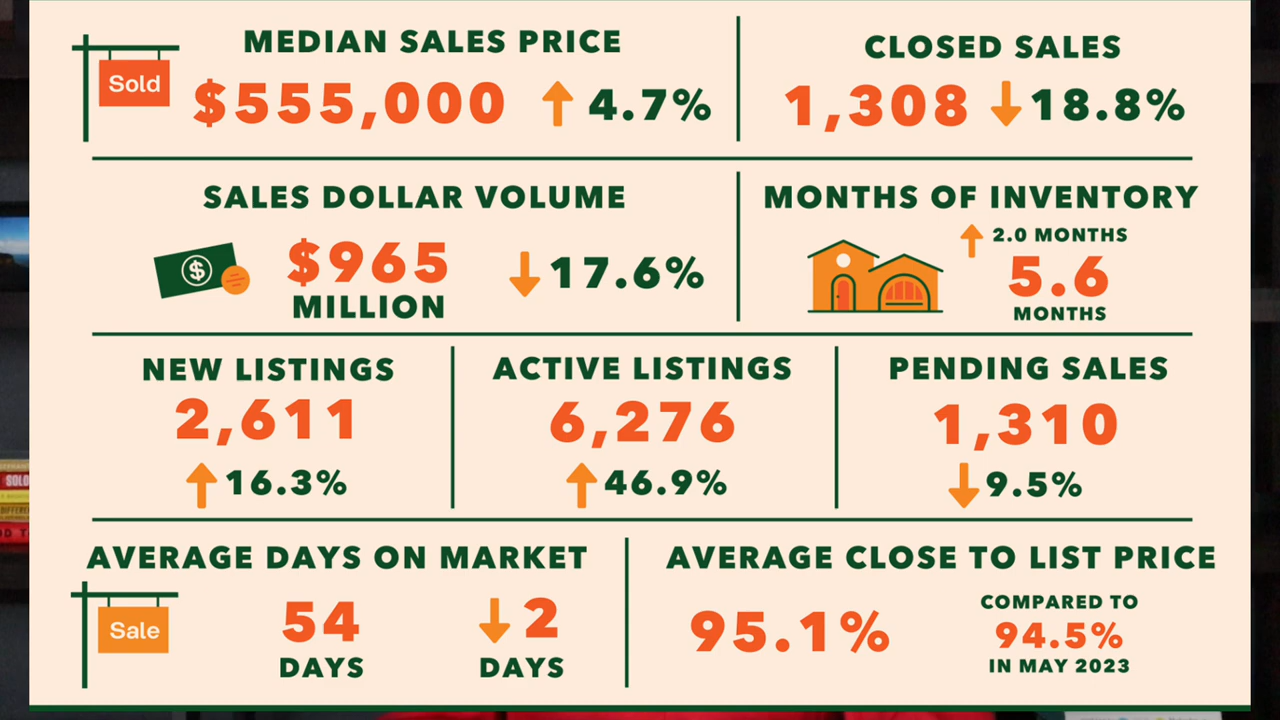 MEDIAN SALES PRICE
Sold
$555,000 ↑ 4.7%
CLOSED SALES
1,308 ↓ 18.8%
SALES DOLLAR VOLUME
$
$965
MILLION
↓ 17.6%
MONTHS OF INVENTORY
↑ 2.0 MONTHS
5.6
MONTHS
NEW LISTINGS
2,611
↑ 16.3%
ACTIVE LISTINGS
6,276
↑ 46.9%
PENDING SALES
1,310
↓ 9.5%
AVERAGE DAYS ON MARKET
Sale
54
DAYS
↓ 2
DAYS
AVERAGE CLOSE TO LIST PRICE
95.1%
COMPARED TO
94.5%
IN MAY 2023